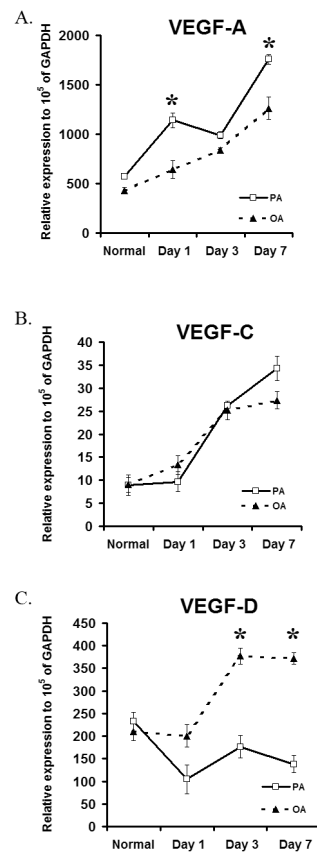 A.
VEGF-A
Relative expression to 10⁵ of GAPDH
2000
1500
1000
500
0
*
*
PA
OA
Normal Day 1 Day 3 Day 7
B.
VEGF-C
Relative expression to 10⁵ of GAPDH
40
35
30
25
20
15
10
5
0
PA
OA
Normal Day 1 Day 3 Day 7
C.
VEGF-D
Relative expression to 10⁵ of GAPDH
450
400
350
300
250
200
150
100
50
0
*
*
PA
OA
Normal Day 1 Day 3 Day 7